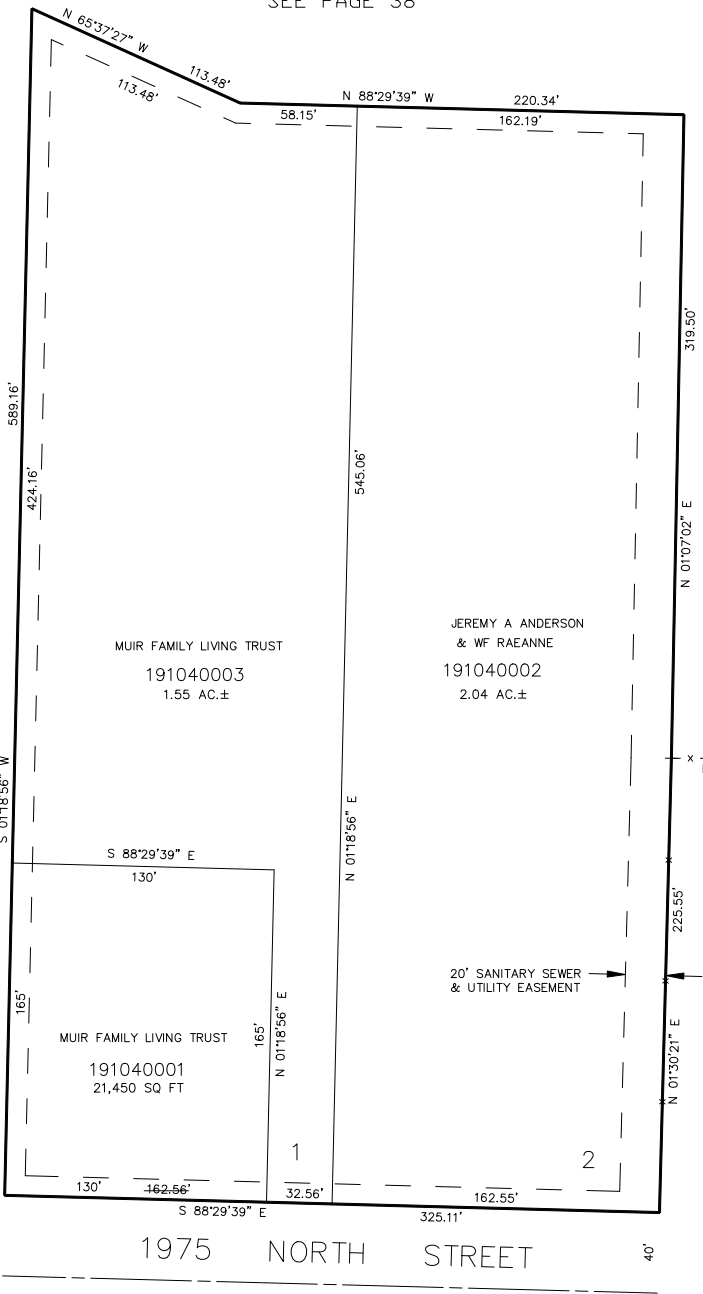 SEE PAGE 38
N 65°37'27" W
113.48'
113.48'
N 88°29'39" W
220.34'
58.15'
162.19'
319.50'
589.16'
424.16'
545.06'
N 01°07'02" E
JEREMY A ANDERSON
& WF RAEANNE
191040002
2.04 AC.±
MUIR FAMILY LIVING TRUST
191040003
1.55 AC.±
S 01°18'56" W
x
S 88°29'39" E
130'
N 01°18'56" E
225.55'
20' SANITARY SEWER
& UTILITY EASEMENT
165'
165'
N 01°18'56" E
N 01°30'21" E
MUIR FAMILY LIVING TRUST
191040001
21,450 SQ FT
1
2
130'
162.56'
32.56'
162.55'
S 88°29'39" E
325.11'
1975 NORTH STREET
40'